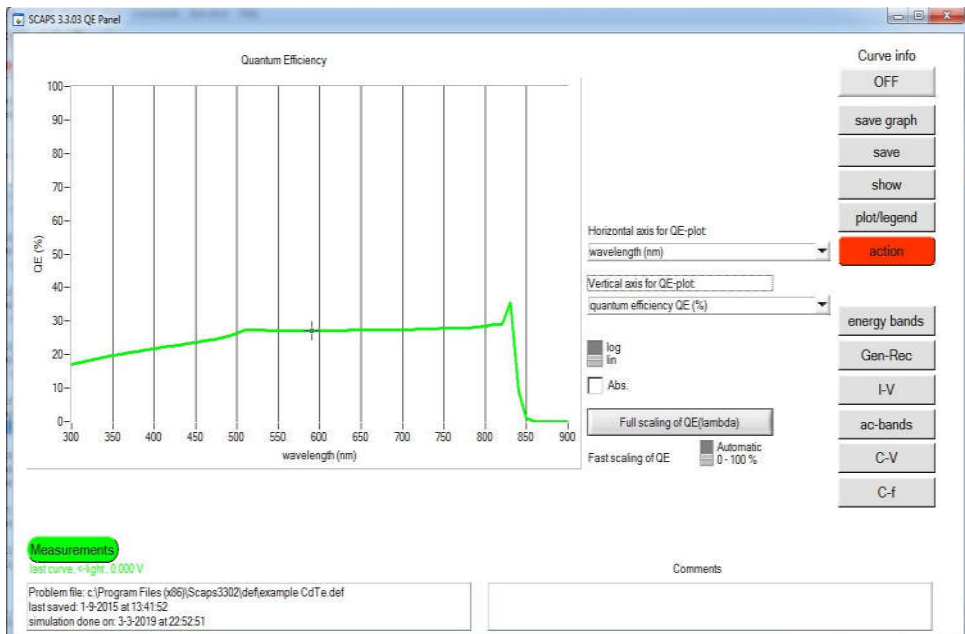 SCAPS 3.3.03 QE Panel
Quantum Efficiency
100
90
80
70
60
50
40
30
20
10
0
QE (%)
300 350 400 450 500 550 600 650 700 750 800 850 900
wavelength (nm)
Horizontal axis for QE-plot:
wavelength (nm)
Vertical axis for QE-plot:
quantum efficiency QE (%)
log
lin
Abs.
Full scaling of QE(lambda)
Fast scaling of QE
Automatic
0 - 100 %
Curve info
OFF
save graph
save
show
plot/legend
action
energy bands
Gen-Rec
I-V
ac-bands
C-V
C-f
Measurements
last curve, <-light, 0.000 V
Problem file: c:\Program Files (x86)\Scaps3302\def\example CdTe.def
last saved: 1-9-2015 at 13:41:52
simulation done on: 3-3-2019 at 22:52:51
Comments